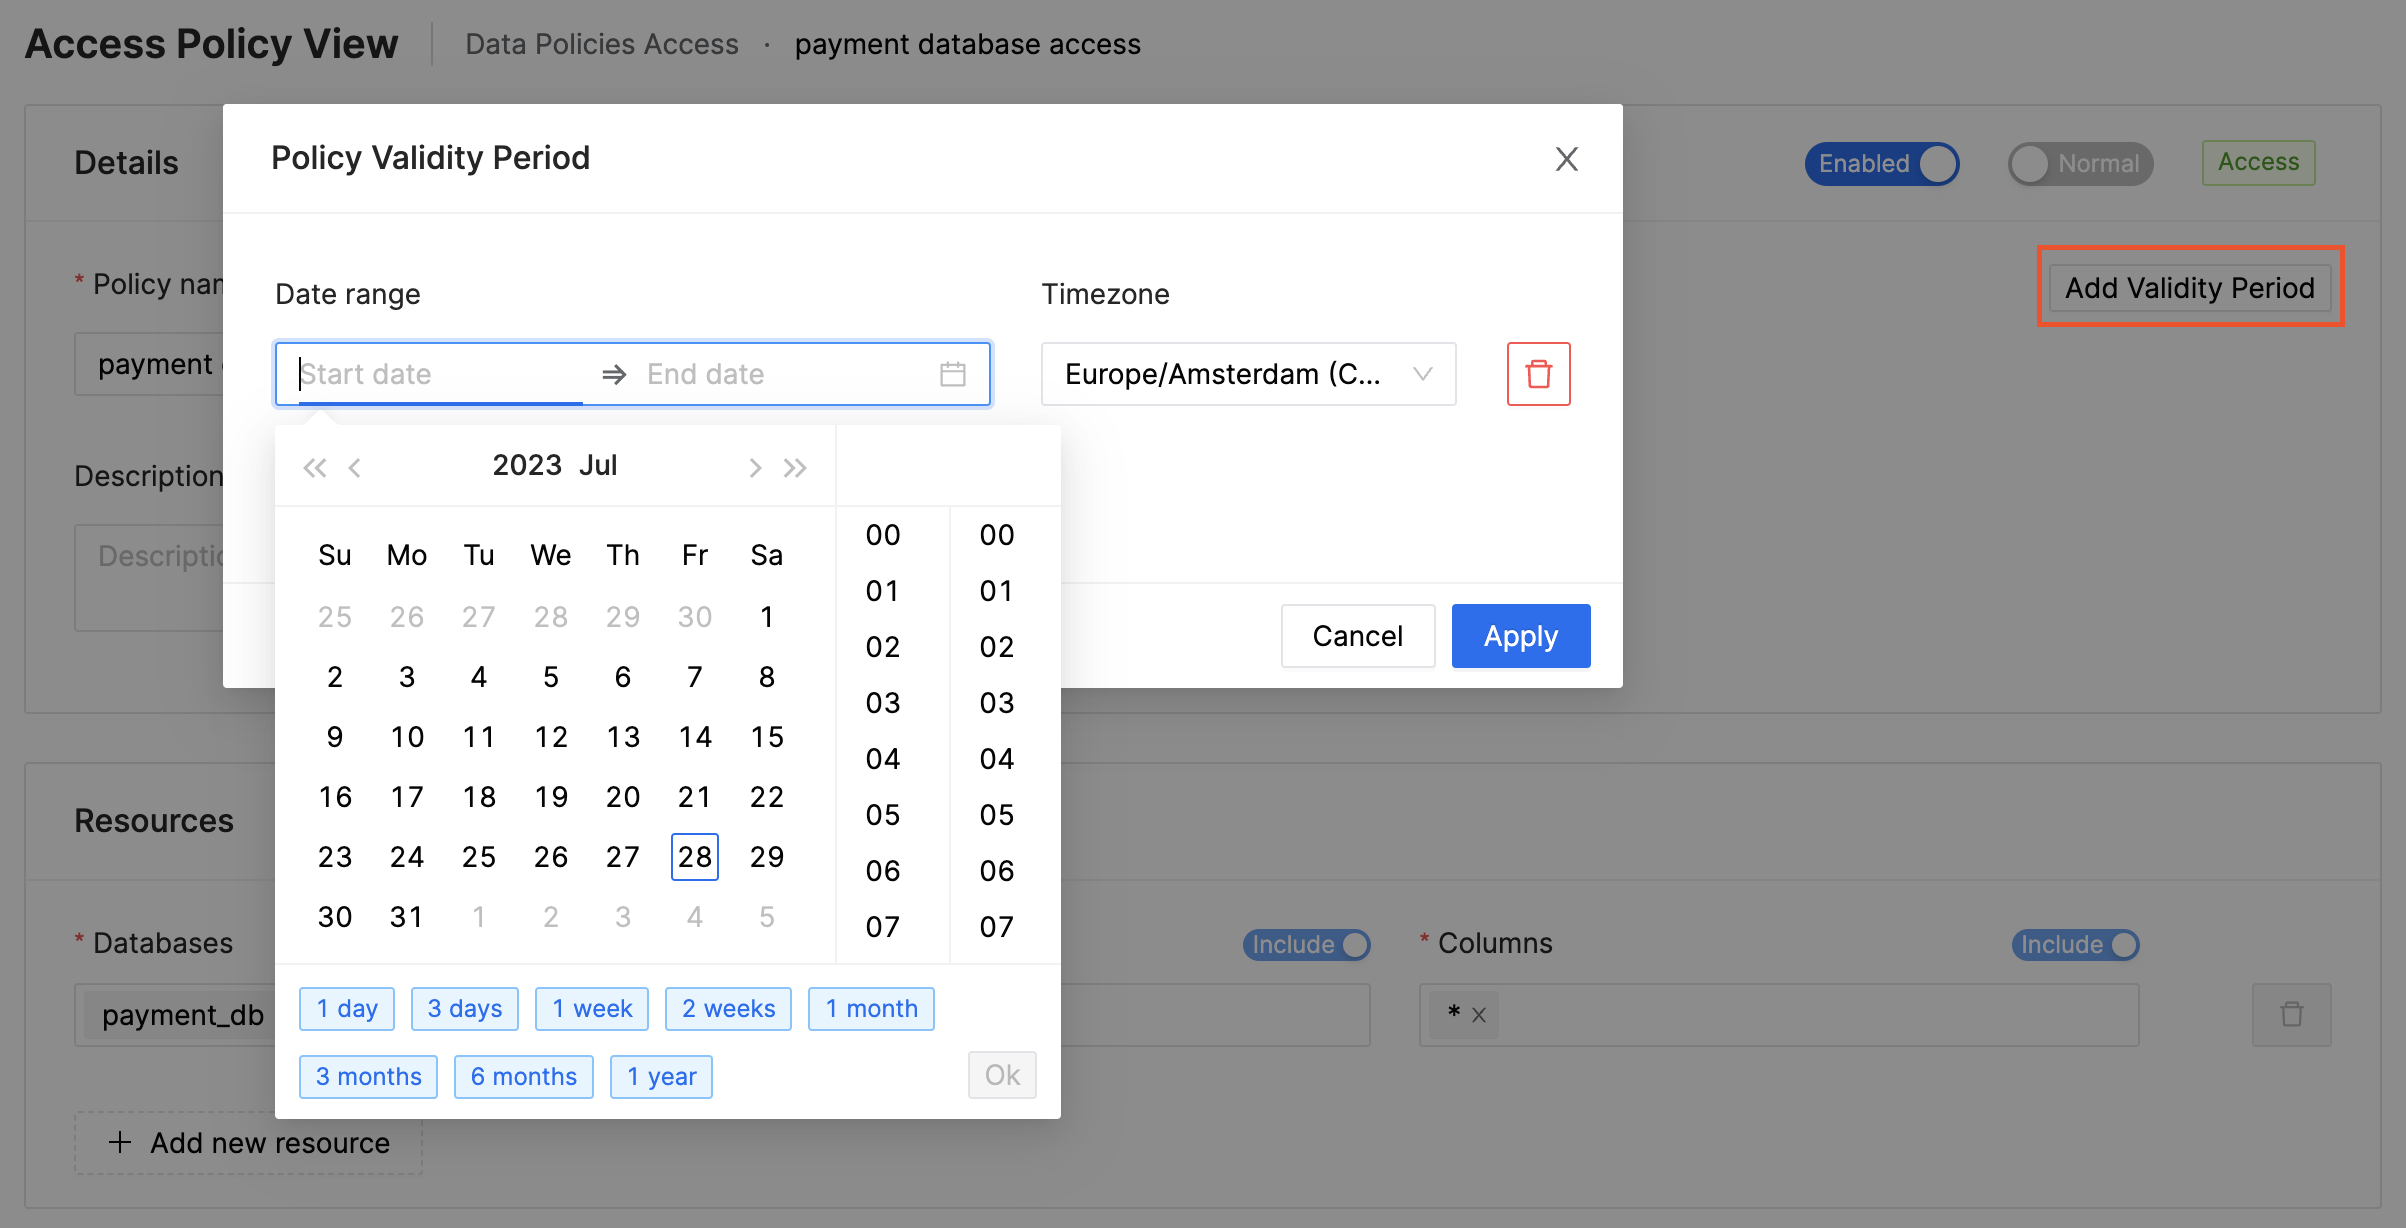 Access Policy View
Data Policies Access · payment database access
Details
Enabled
Normal
Access
Policy Validity Period
* Policy nam
Add Validity Period
Date range
Timezone
payment
Start date
End date
Europe/Amsterdam (C...
Description
Descriptio
2023 Jul
Su Mo Tu We Th Fr Sa
25 26 27 28 29 30 1
2 3 4 5 6 7 8
9 10 11 12 13 14 15
16 17 18 19 20 21 22
23 24 25 26 27 28 29
30 31 1 2 3 4 5
00 00
01 01
02 02
03 03
04 04
05 05
06 06
07 07
Cancel
Apply
1 day 3 days 1 week 2 weeks 1 month
3 months 6 months 1 year
Ok
Resources
* Databases
Include
* Columns
Include
payment_db
*
+ Add new resource